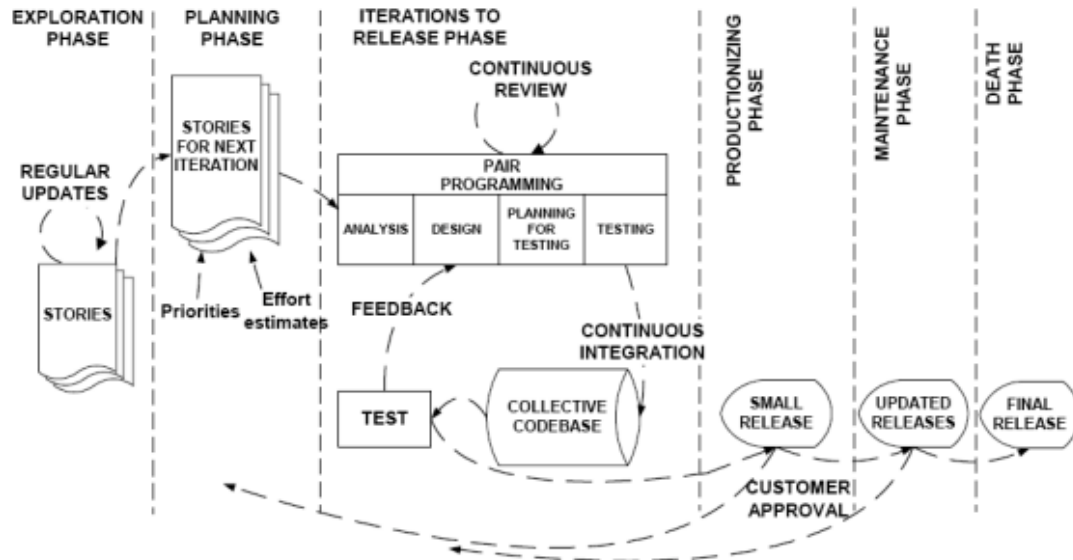 EXPLORATION
PHASE
PLANNING
PHASE
ITERATIONS TO
RELEASE PHASE
PRODUCTIONIZING
PHASE
MAINTENANCE
PHASE
DEATH
PHASE
REGULAR
UPDATES
STORIES
STORIES
FOR NEXT
ITERATION
Priorities
Effort
estimates
CONTINUOUS
REVIEW
PAIR
PROGRAMMING
ANALYSIS
DESIGN
PLANNING
FOR
TESTING
TESTING
FEEDBACK
CONTINUOUS
INTEGRATION
TEST
COLLECTIVE
CODEBASE
SMALL
RELEASE
UPDATED
RELEASES
FINAL
RELEASE
CUSTOMER
APPROVAL